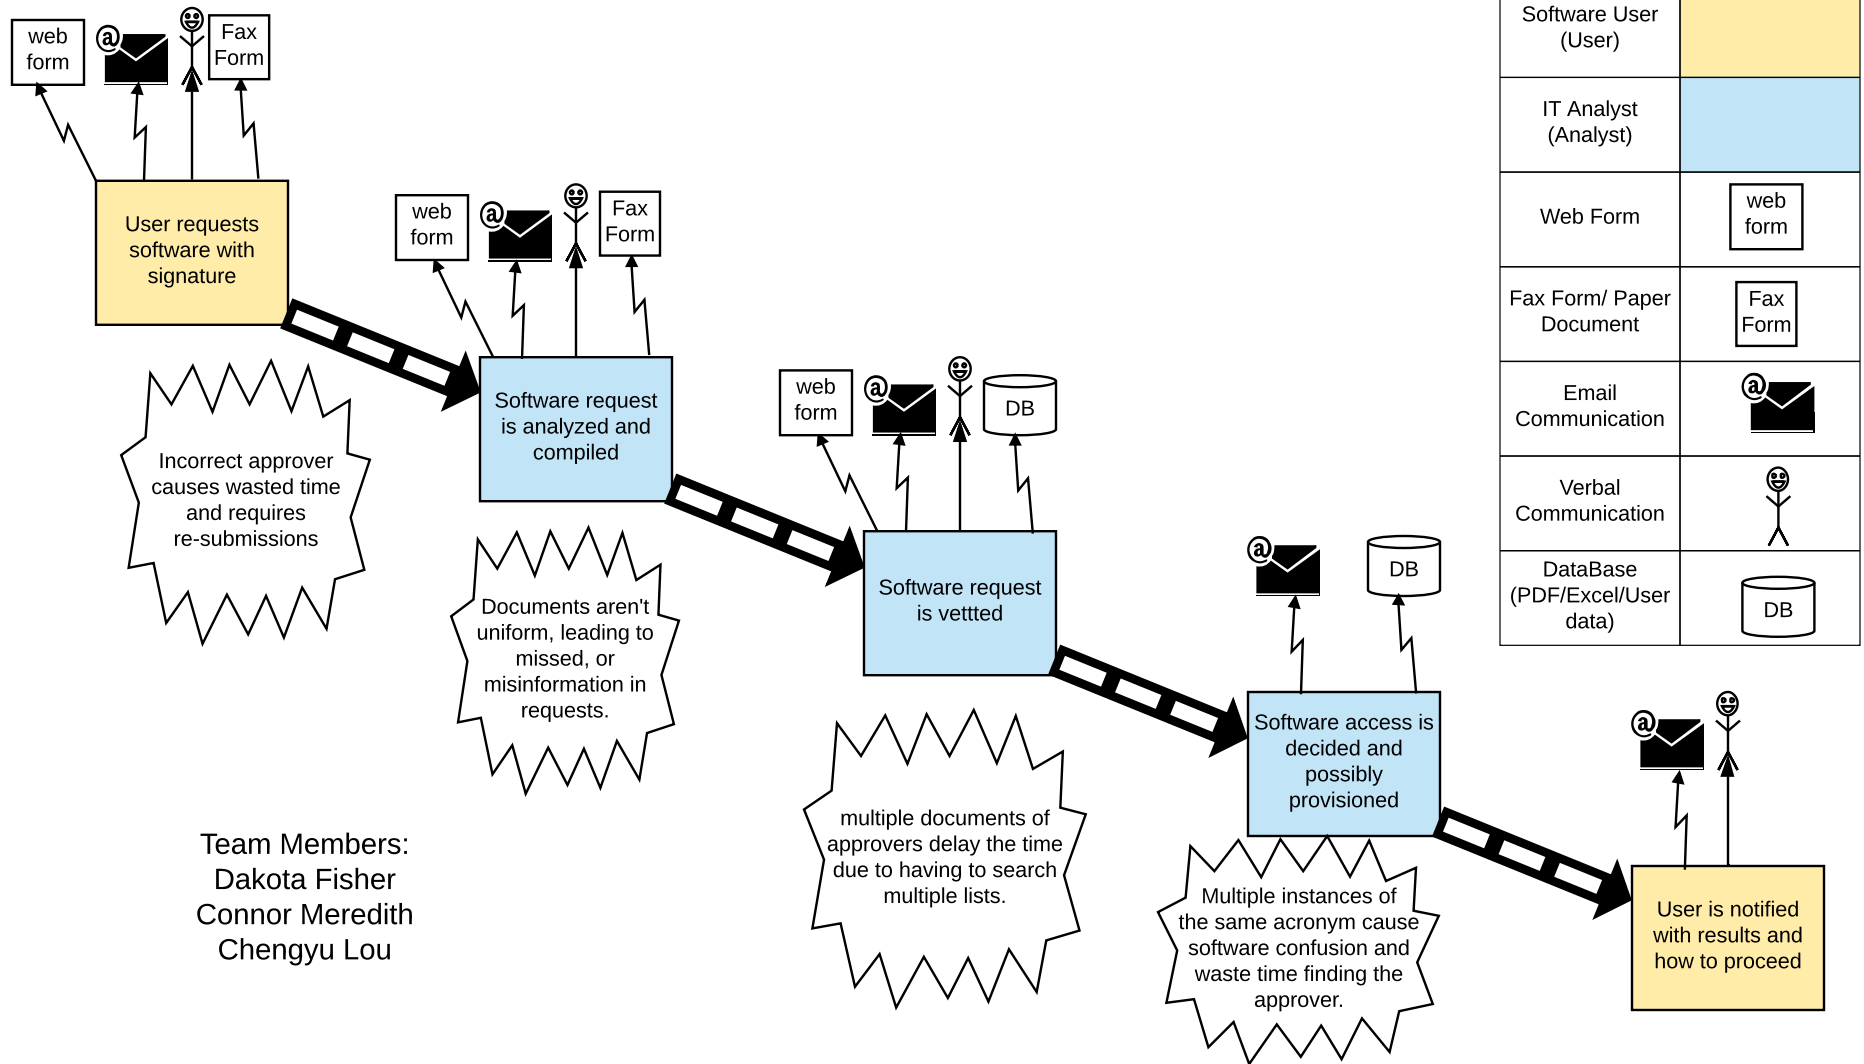 web
form
@
Fax
Form
User requests
software with
signature
Incorrect approver
causes wasted time
and requires
re-submissions
web
form
@
Fax
Form
Software request
is analyzed and
compiled
Documents aren't
uniform, leading to
missed, or
misinformation in
requests.
web
form
@
DB
Software request
is vettted
multiple documents of
approvers delay the time
due to having to search
multiple lists.
@
DB
Software access is
decided and
possibly
provisioned
Multiple instances of
the same acronym cause
software confusion and
waste time finding the
approver.
@
User is notified
with results and
how to proceed
Team Members:
Dakota Fisher
Connor Meredith
Chengyu Lou
Software User
(User)
IT Analyst
(Analyst)
Web Form
web
form
Fax Form/ Paper
Document
Fax
Form
Email
Communication
@
Verbal
Communication
DataBase
(PDF/Excel/User
data)
DB